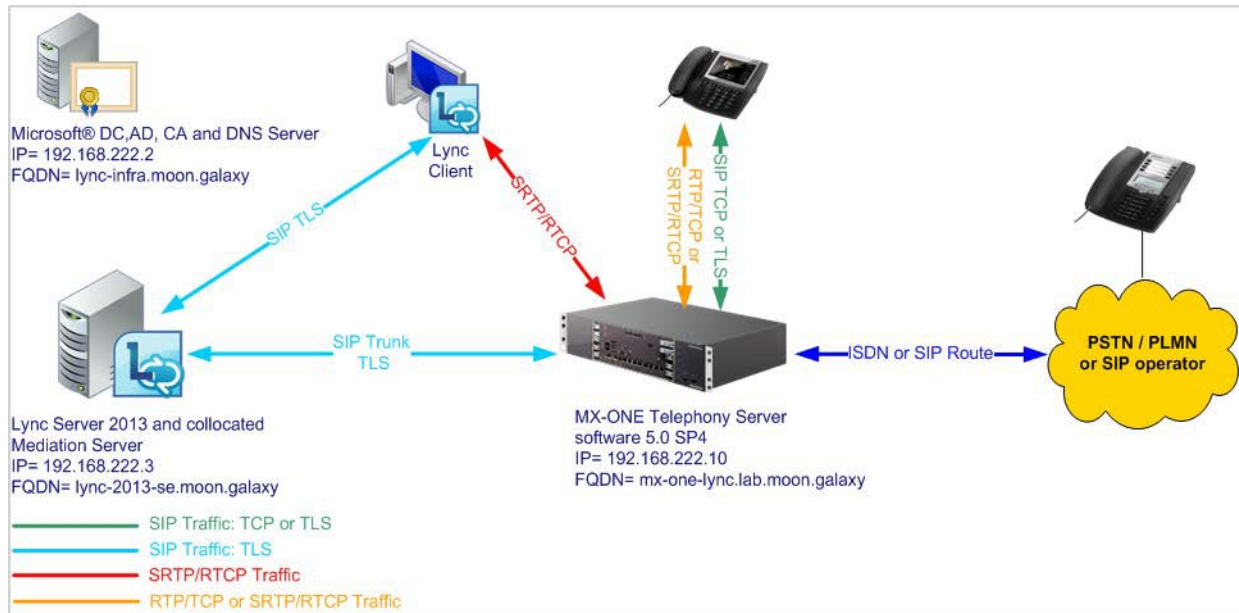 Microsoft® DC,AD, CA and DNS Server
IP= 192.168.222.2
FQDN= lync-infra.moon.galaxy
Lync
Client
SIP TLS
SRTP/RTCP
RTP/TCP or
SRTP/RTCP
SIP TCP or TLS
SIP Trunk
TLS
ISDN or SIP Route
PSTN / PLMN
or SIP operator
Lync Server 2013 and collocated
Mediation Server
IP= 192.168.222.3
FQDN= lync-2013-se.moon.galaxy
MX-ONE Telephony Server
software 5.0 SP4
IP= 192.168.222.10
FQDN= mx-one-lync.lab.moon.galaxy
SIP Traffic: TCP or TLS
SIP Traffic: TLS
SRTP/RTCP Traffic
RTP/TCP or SRTP/RTCP Traffic